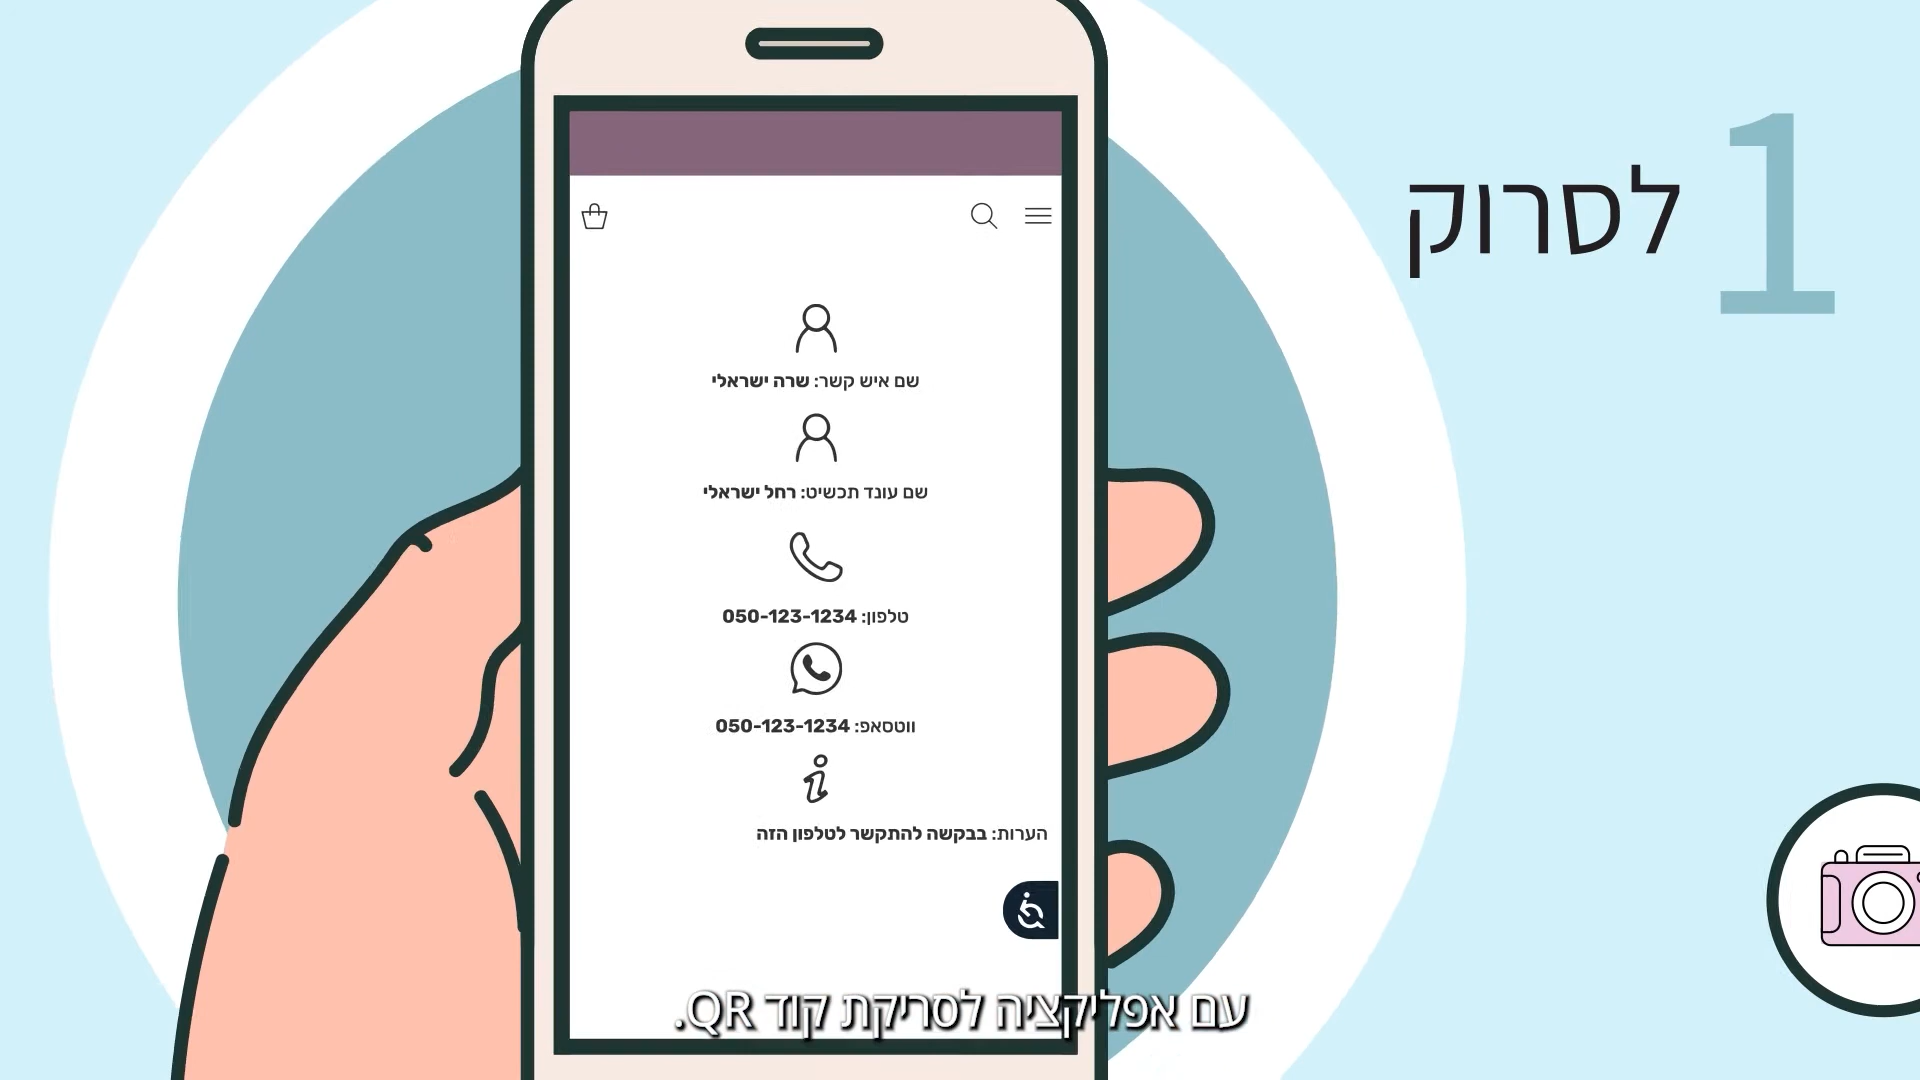 1
לסרוק
שם איש קשר: שרה ישראלי
שם עונד תכשיט: רחל ישראלי
טלפון: 050-123-1234
ווטסאפ: 050-123-1234
הערות: בבקשה להתקשר לטלפון הזה
עם אפליקציה לסריקת קוד QR.